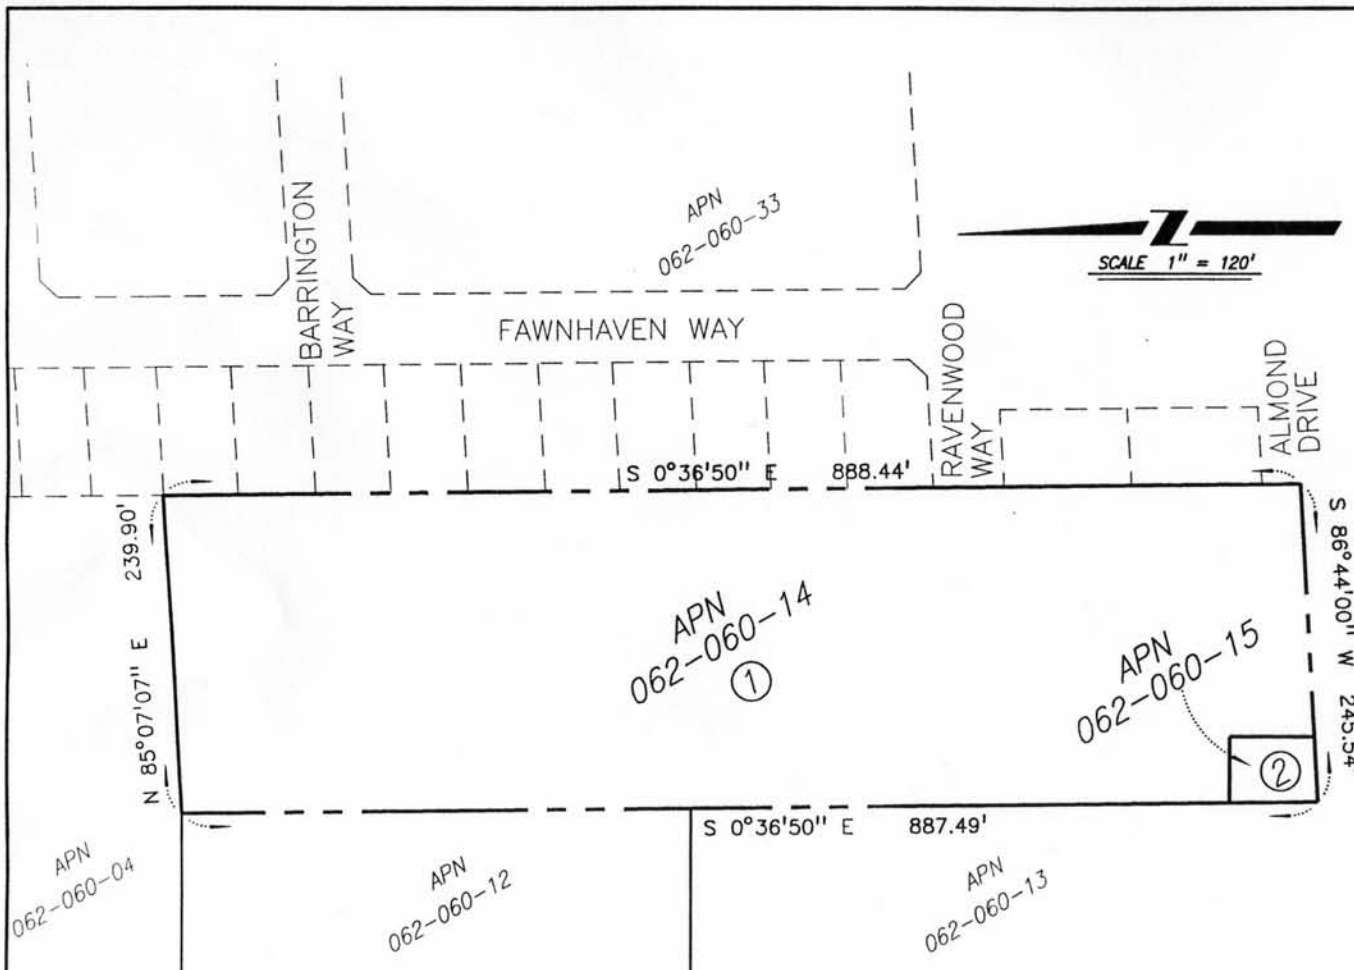 APN
062-060-33
Z
SCALE 1" = 120'
BARRINGTON
WAY
FAWNHAVEN WAY
RAVENWOOD
WAY
ALMOND
DRIVE
S 0°36'50" E 888.44'
N 85°07'07" E 239.90'
S 86°44'00" W 245.54'
APN
062-060-14
1
APN
062-060-15
2
S 0°36'50" E 887.49'
APN
062-060-04
APN
062-060-12
APN
062-060-13